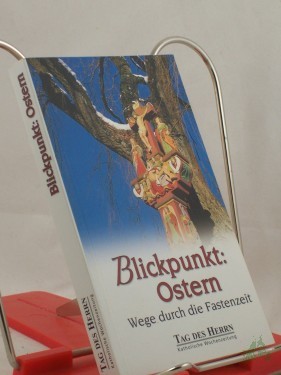 Blickpunkt: Ostern
TAG DES HERRN
Blickpunkt:
Ostern
Wege durch die Fastenzeit
TAG DES HERRN
Katholische Wochenzeitung